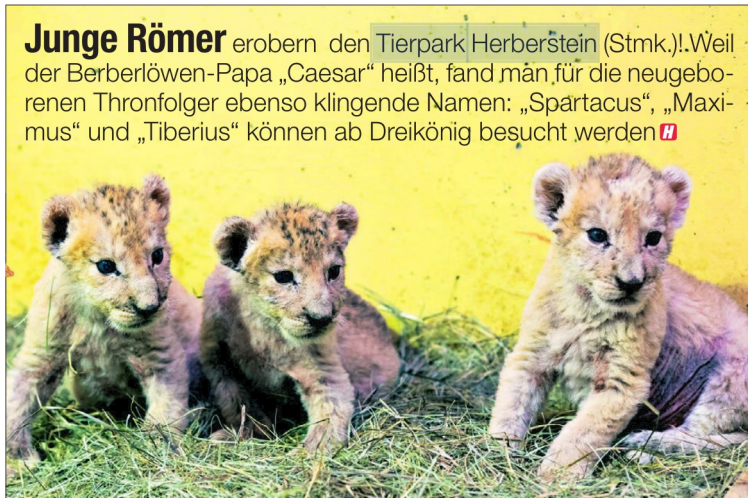 Junge Römer erobern den Tierpark Herberstein (Stmk.)! Weil
der Berberlöwen-Papa „Caesar“ heißt, fand man für die neugebo-
renen Thronfolger ebenso klingende Namen: „Spartacus“, „Maxi-
mus“ und „Tiberius“ können ab Dreikönig besucht werden H